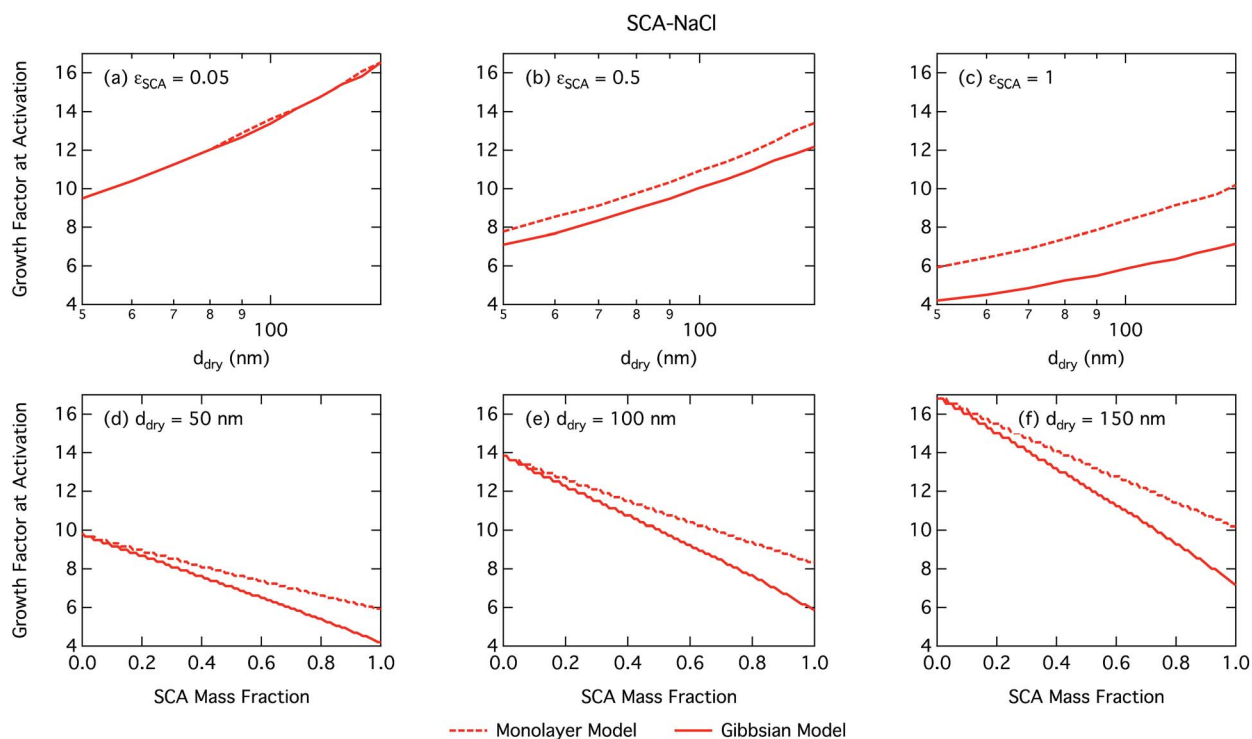 SCA-NaCl
Growth Factor at Activation
16
14
12
10
8
6
4
(a) εSCA = 0.05
5 6 7 8 9
100
ddry (nm)
16
14
12
10
8
6
4
(b) εSCA = 0.5
5 6 7 8 9
100
ddry (nm)
16
14
12
10
8
6
4
(c) εSCA = 1
5 6 7 8 9
100
ddry (nm)
Growth Factor at Activation
16
14
12
10
8
6
4
(d) ddry = 50 nm
0.0 0.2 0.4 0.6 0.8 1.0
SCA Mass Fraction
16
14
12
10
8
6
4
(e) ddry = 100 nm
0.0 0.2 0.4 0.6 0.8 1.0
SCA Mass Fraction
16
14
12
10
8
6
4
(f) ddry = 150 nm
0.0 0.2 0.4 0.6 0.8 1.0
SCA Mass Fraction
Monolayer Model Gibbsian Model